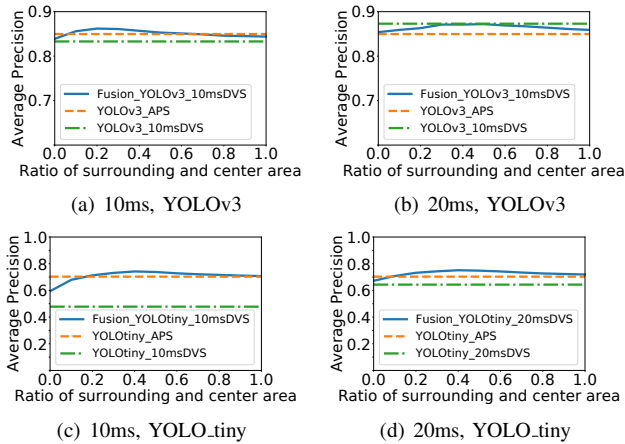 0.9
0.8
0.7
Average Precision
Fusion_YOLOv3_10msDVS
YOLOv3_APS
YOLOv3_10msDVS
0.0 0.2 0.4 0.6 0.8 1.0
Ratio of surrounding and center area
(a) 10ms, YOLOv3
0.9
0.8
0.7
Average Precision
Fusion_YOLOv3_10msDVS
YOLOv3_APS
YOLOv3_10msDVS
0.0 0.2 0.4 0.6 0.8 1.0
Ratio of surrounding and center area
(b) 20ms, YOLOv3
1.0
0.8
0.6
0.4
0.2
Average Precision
Fusion_YOLOtiny_10msDVS
YOLOtiny_APS
YOLOtiny_10msDVS
0.0 0.2 0.4 0.6 0.8 1.0
Ratio of surrounding and center area
(c) 10ms, YOLO_tiny
1.0
0.8
0.6
0.4
0.2
Average Precision
Fusion_YOLOtiny_20msDVS
YOLOtiny_APS
YOLOtiny_20msDVS
0.0 0.2 0.4 0.6 0.8 1.0
Ratio of surrounding and center area
(d) 20ms, YOLO_tiny